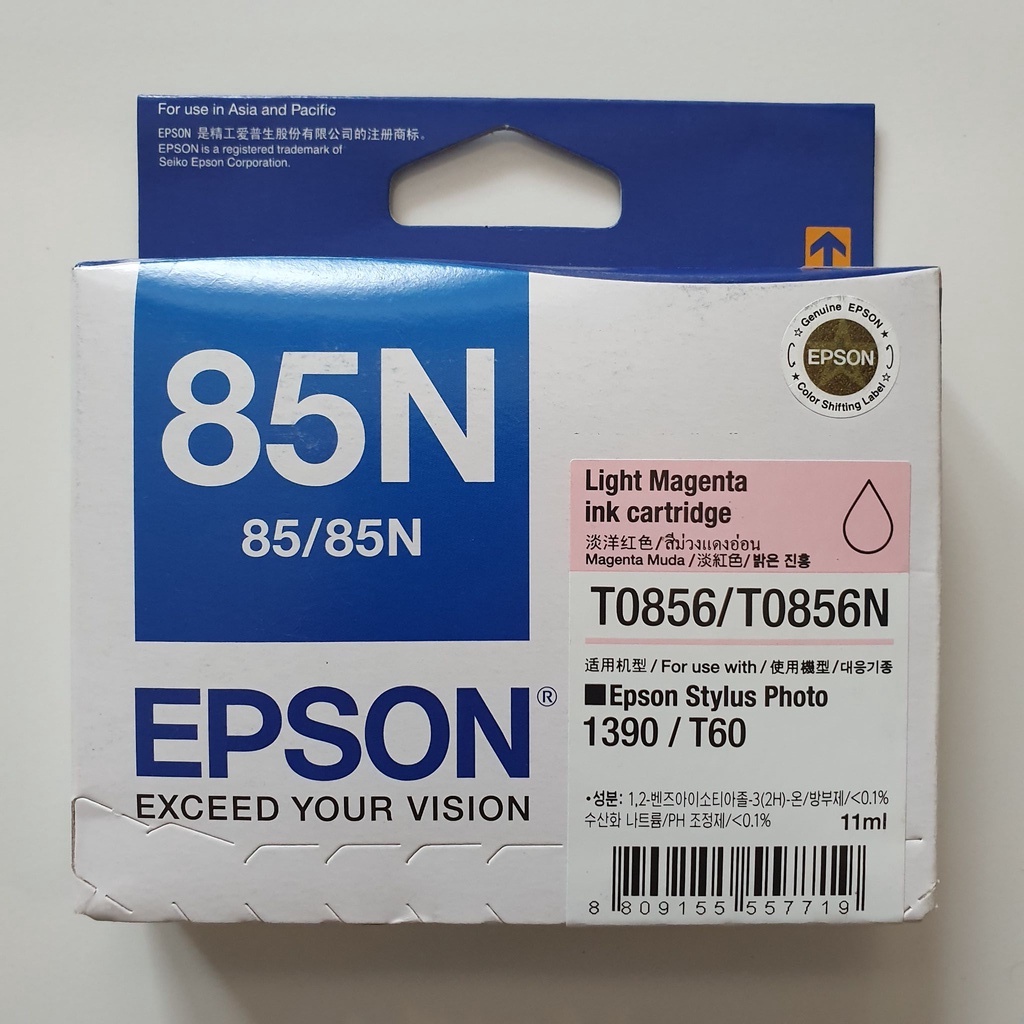 For use in Asia and Pacific
EPSON 是精工爱普生股份有限公司的注册商标。
EPSON is a registered trademark of
Seiko Epson Corporation.
85N
85/85N
EPSON®
EXCEED YOUR VISION
☆ Genuine EPSON ★
EPSON
★ Color Shifting Label ☆
Light Magenta
ink cartridge
淡洋红色/สีม่วงแดงอ่อน
Magenta Muda/淡紅色/밝은 진홍
T0856/T0856N
适用机型/For use with/使用機型/대응기종
■Epson Stylus Photo
1390 / T60
•성분: 1,2-벤즈아이소티아졸-3(2H)-온/방부제/<0.1%
수산화 나트륨/PH 조정제/<0.1%
11ml
8 809155 557719